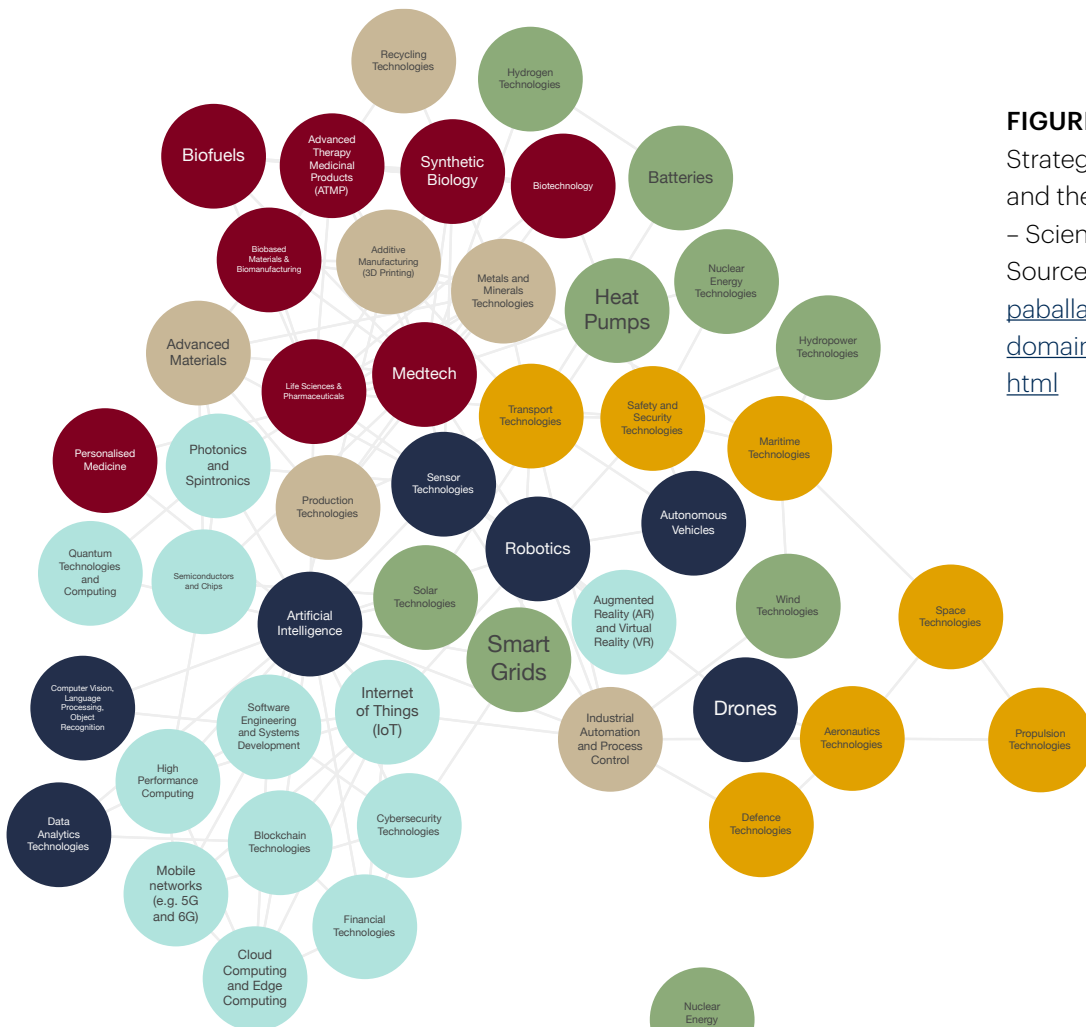 Recycling
Technologies
Hydrogen
Technologies
Biofuels
Advanced
Therapy
Medicinal
Products
(ATMP)
Synthetic
Biology
Biotechnology
Batteries
Biobased
Materials &
Biomanufacturing
Additive
Manufacturing
(3D Printing)
Metals and
Minerals
Technologies
Nuclear
Energy
Technologies
Heat
Pumps
Advanced
Materials
Hydropower
Technologies
Life Sciences &
Pharmaceuticals
Medtech
Transport
Technologies
Safety and
Security
Technologies
Maritime
Technologies
Personalised
Medicine
Photonics
and
Spintronics
Sensor
Technologies
Production
Technologies
Autonomous
Vehicles
Robotics
Quantum
Technologies
and
Computing
Semiconductors
and Chips
Solar
Technologies
Artificial
Intelligence
Augmented
Reality (AR)
and Virtual
Reality (VR)
Wind
Technologies
Space
Technologies
Smart
Grids
Computer Vision,
Language
Processing,
Object
Recognition
Software
Engineering
and Systems
Development
Internet
of Things
(IoT)
Industrial
Automation
and Process
Control
Drones
Aeronautics
Technologies
Propulsion
Technologies
High
Performance
Computing
Data
Analytics
Technologies
Blockchain
Technologies
Cybersecurity
Technologies
Defence
Technologies
Mobile
networks
(e.g. 5G
and 6G)
Financial
Technologies
Cloud
Computing
and Edge
Computing
Nuclear
Energy
FIGURE
Strateg
and the
– Scien
Source
paballa
domain
html